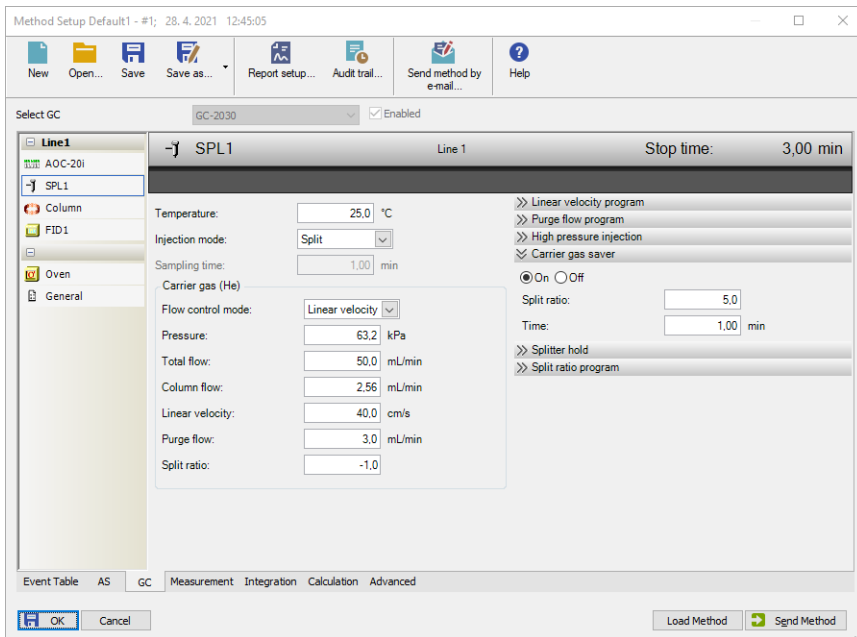 Method Setup Default1 - #1; 28. 4. 2021 12:45:05
New Open... Save Save as... Report setup... Audit trail... Send method by e-mail... Help
Select GC GC-2030 Enabled
Line1
AOC-20i
SPL1
Column
FID1
Oven
General
SPL1 Line 1 Stop time: 3,00 min
Temperature: 25,0 °C
Injection mode: Split
Sampling time: 1,00 min
Carrier gas (He)
Flow control mode: Linear velocity
Pressure: 63,2 kPa
Total flow: 50,0 mL/min
Column flow: 2,56 mL/min
Linear velocity: 40,0 cm/s
Purge flow: 3,0 mL/min
Split ratio: -1,0
Linear velocity program
Purge flow program
High pressure injection
Carrier gas saver
On Off
Split ratio: 5,0
Time: 1,00 min
Splitter hold
Split ratio program
Event Table AS GC Measurement Integration Calculation Advanced
OK Cancel Load Method Send Method